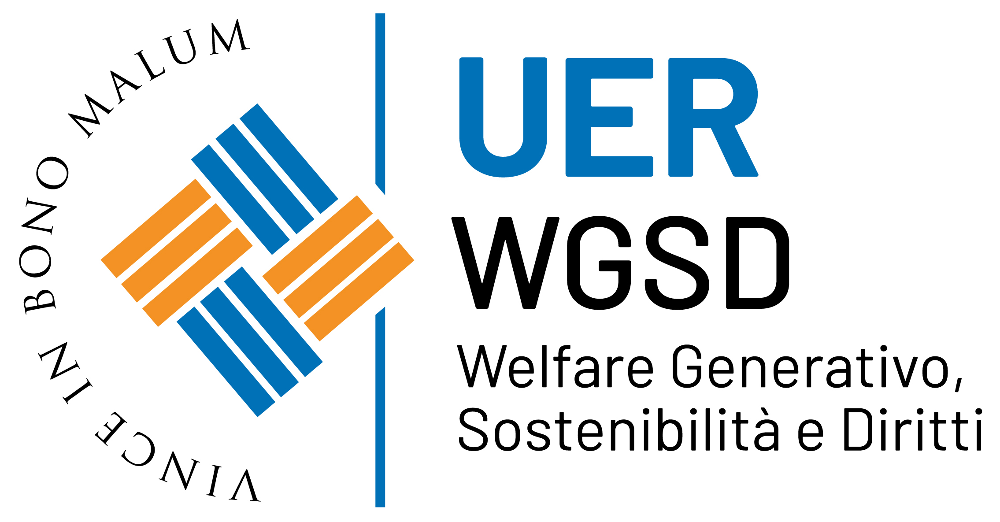 VINCE IN BONO MALUM
UER
WGSD
Welfare Generativo,
Sostenibilità e Diritti